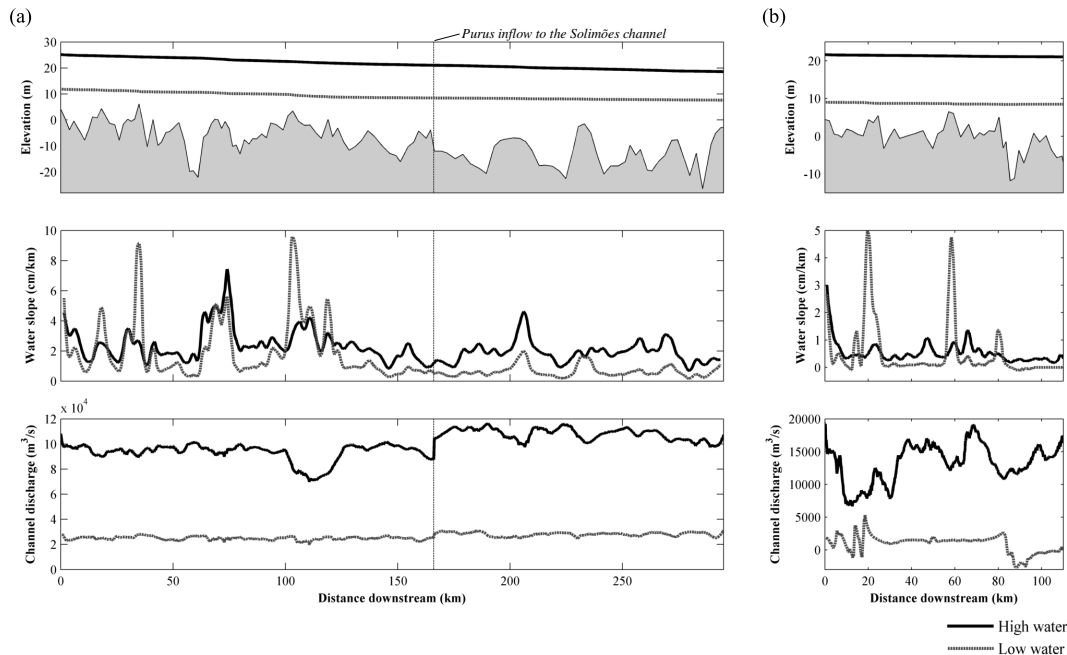 (a)
(b)
Purus inflow to the Solimões channel
Elevation (m)
30
20
10
0
-10
-20
Elevation (m)
20
10
0
-10
Water slope (cm/km)
10
8
6
4
2
0
Water slope (cm/km)
5
4
3
2
1
0
x 10^4
Channel discharge (m^3/s)
12
10
8
6
4
2
0
Channel discharge (m^3/s)
20000
15000
10000
5000
0
0 50 100 150 200 250
Distance downstream (km)
0 20 40 60 80 100
Distance downstream (km)
High water
Low water